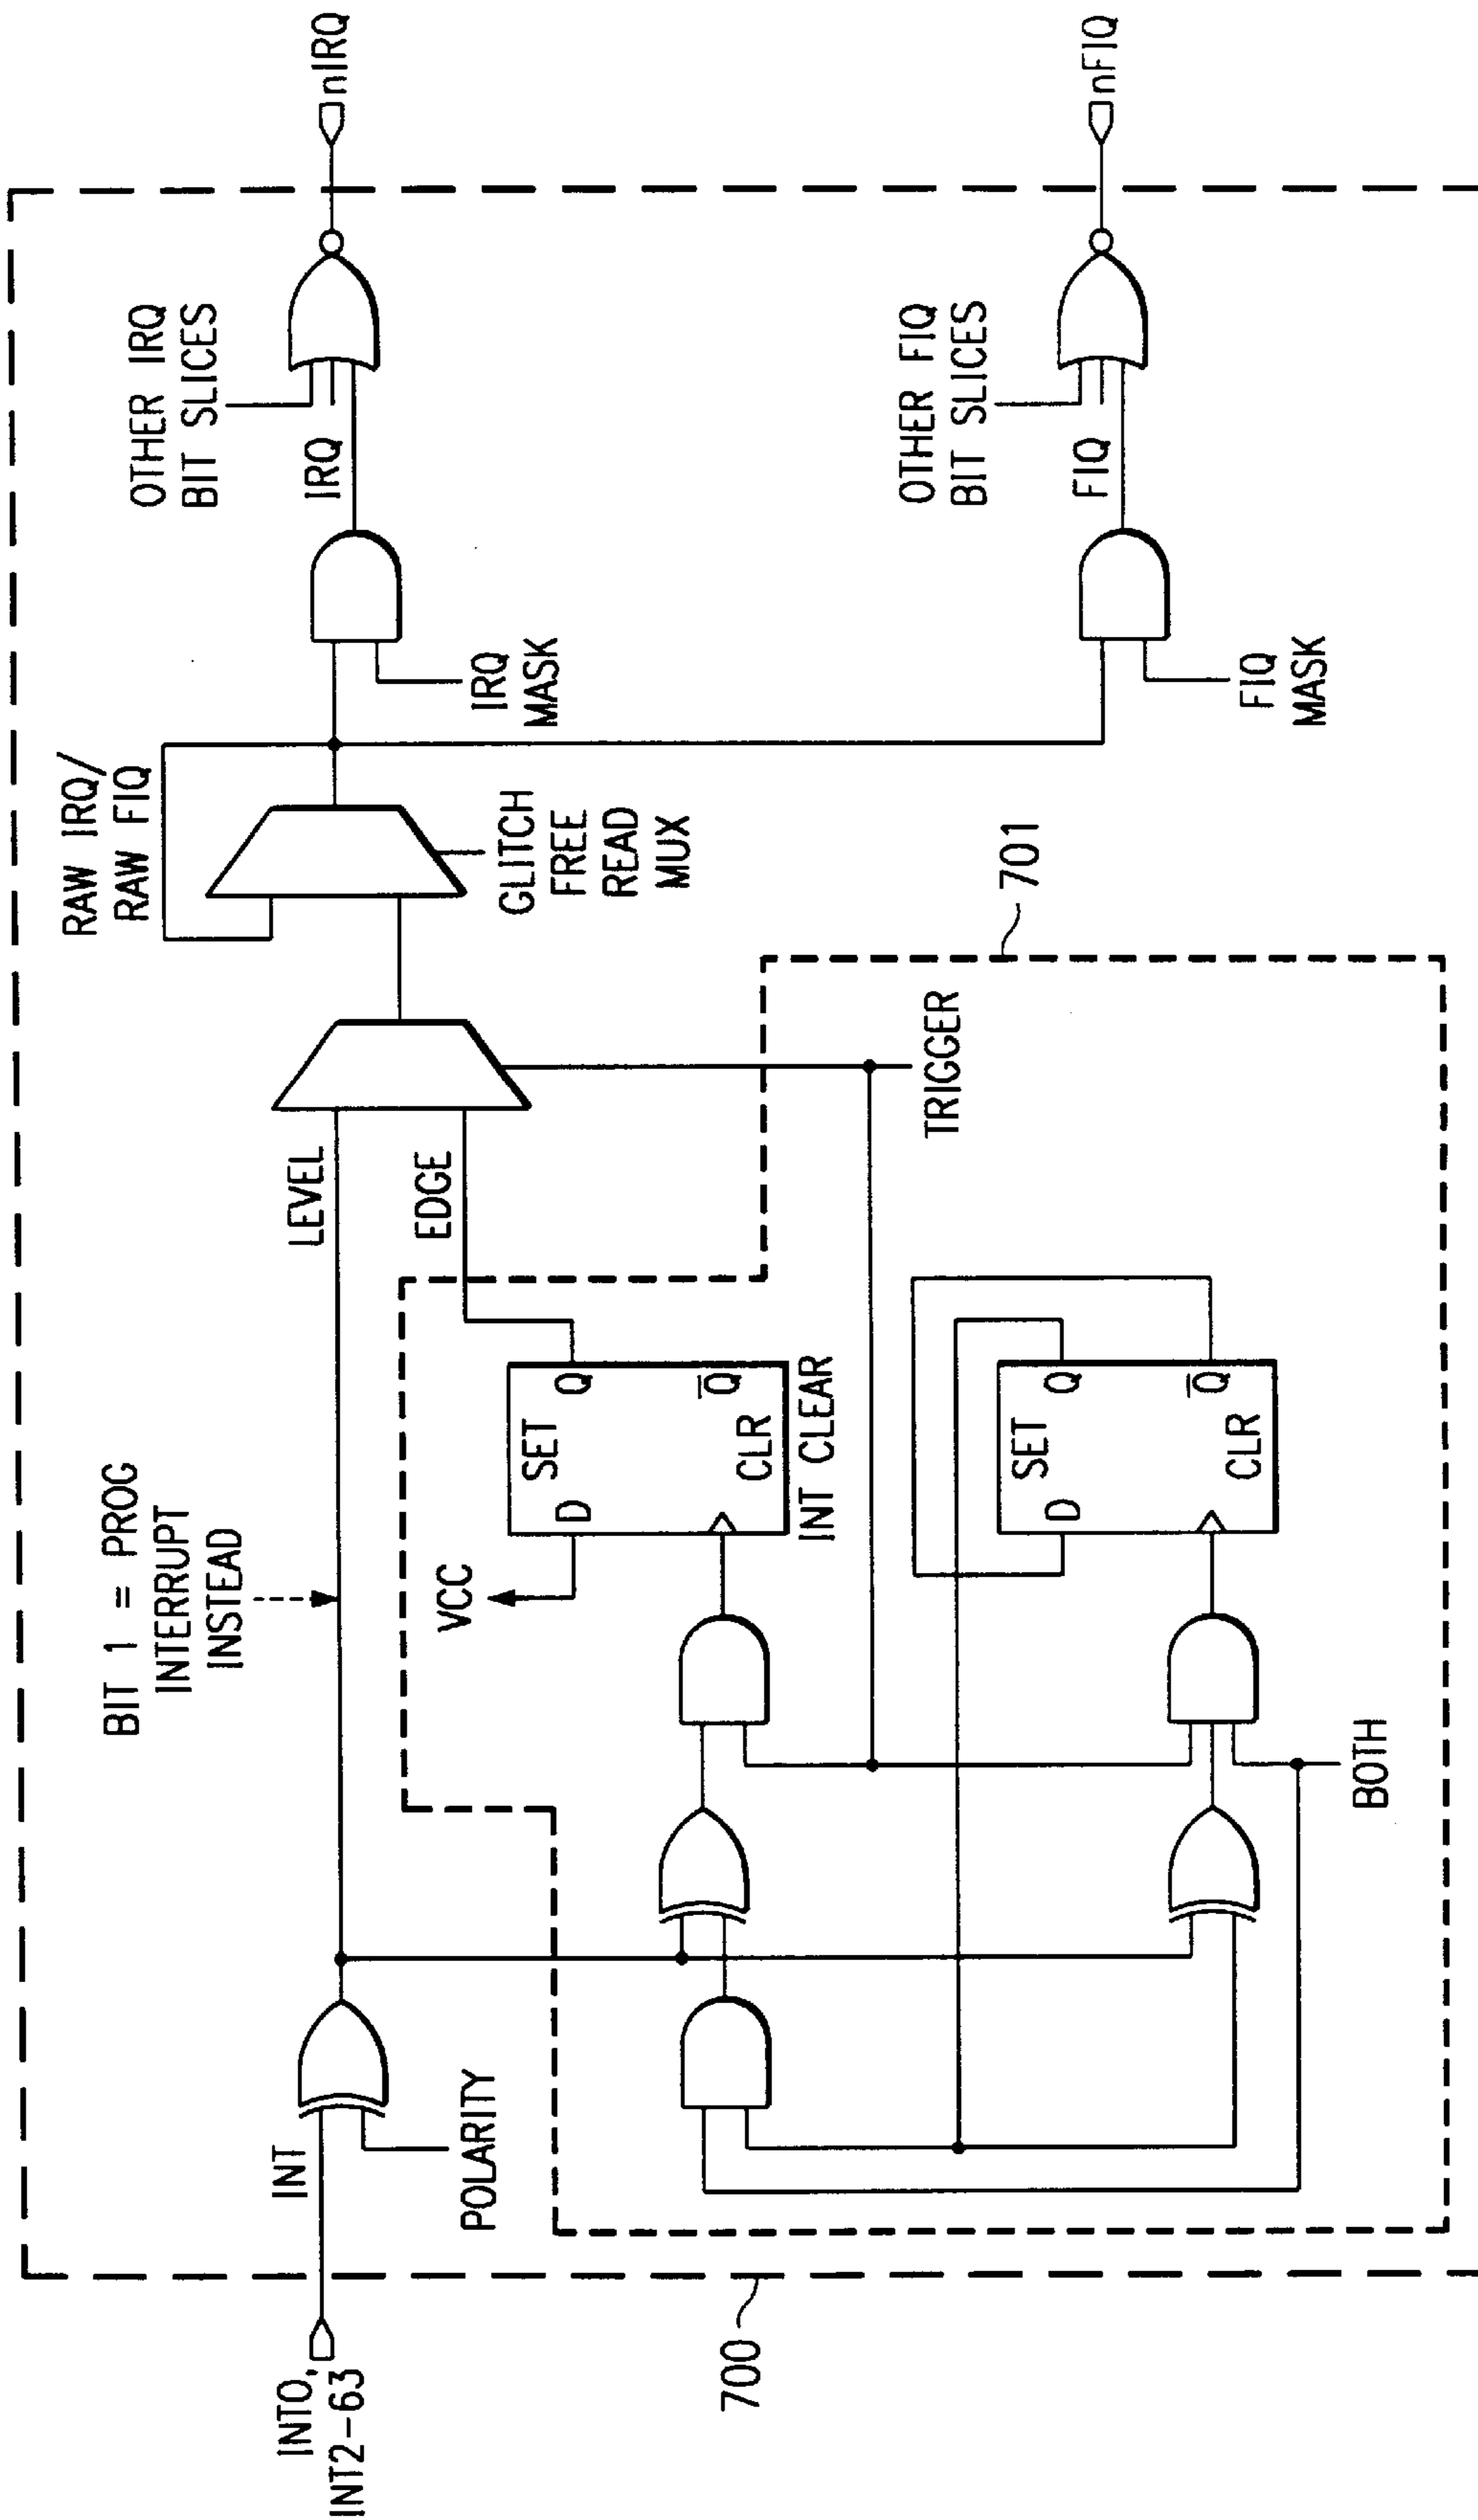 INT0,
INT2-63
INT
POLARITY
700
BIT 1 = PROG
INTERRUPT
INSTEAD
LEVEL
EDGE
VCC
D
SET
Q
CLR
Q̅
INT CLEAR
D
SET
Q
CLR
Q̅
BOTH
TRIGGER
701
RAW IRQ/
RAW FIQ
GLITCH
FREE
READ
MUX
IRQ
MASK
FIQ
MASK
OTHER IRQ
BIT SLICES
IRQ
OTHER FIQ
BIT SLICES
FIQ
nIRQ
nFIQ